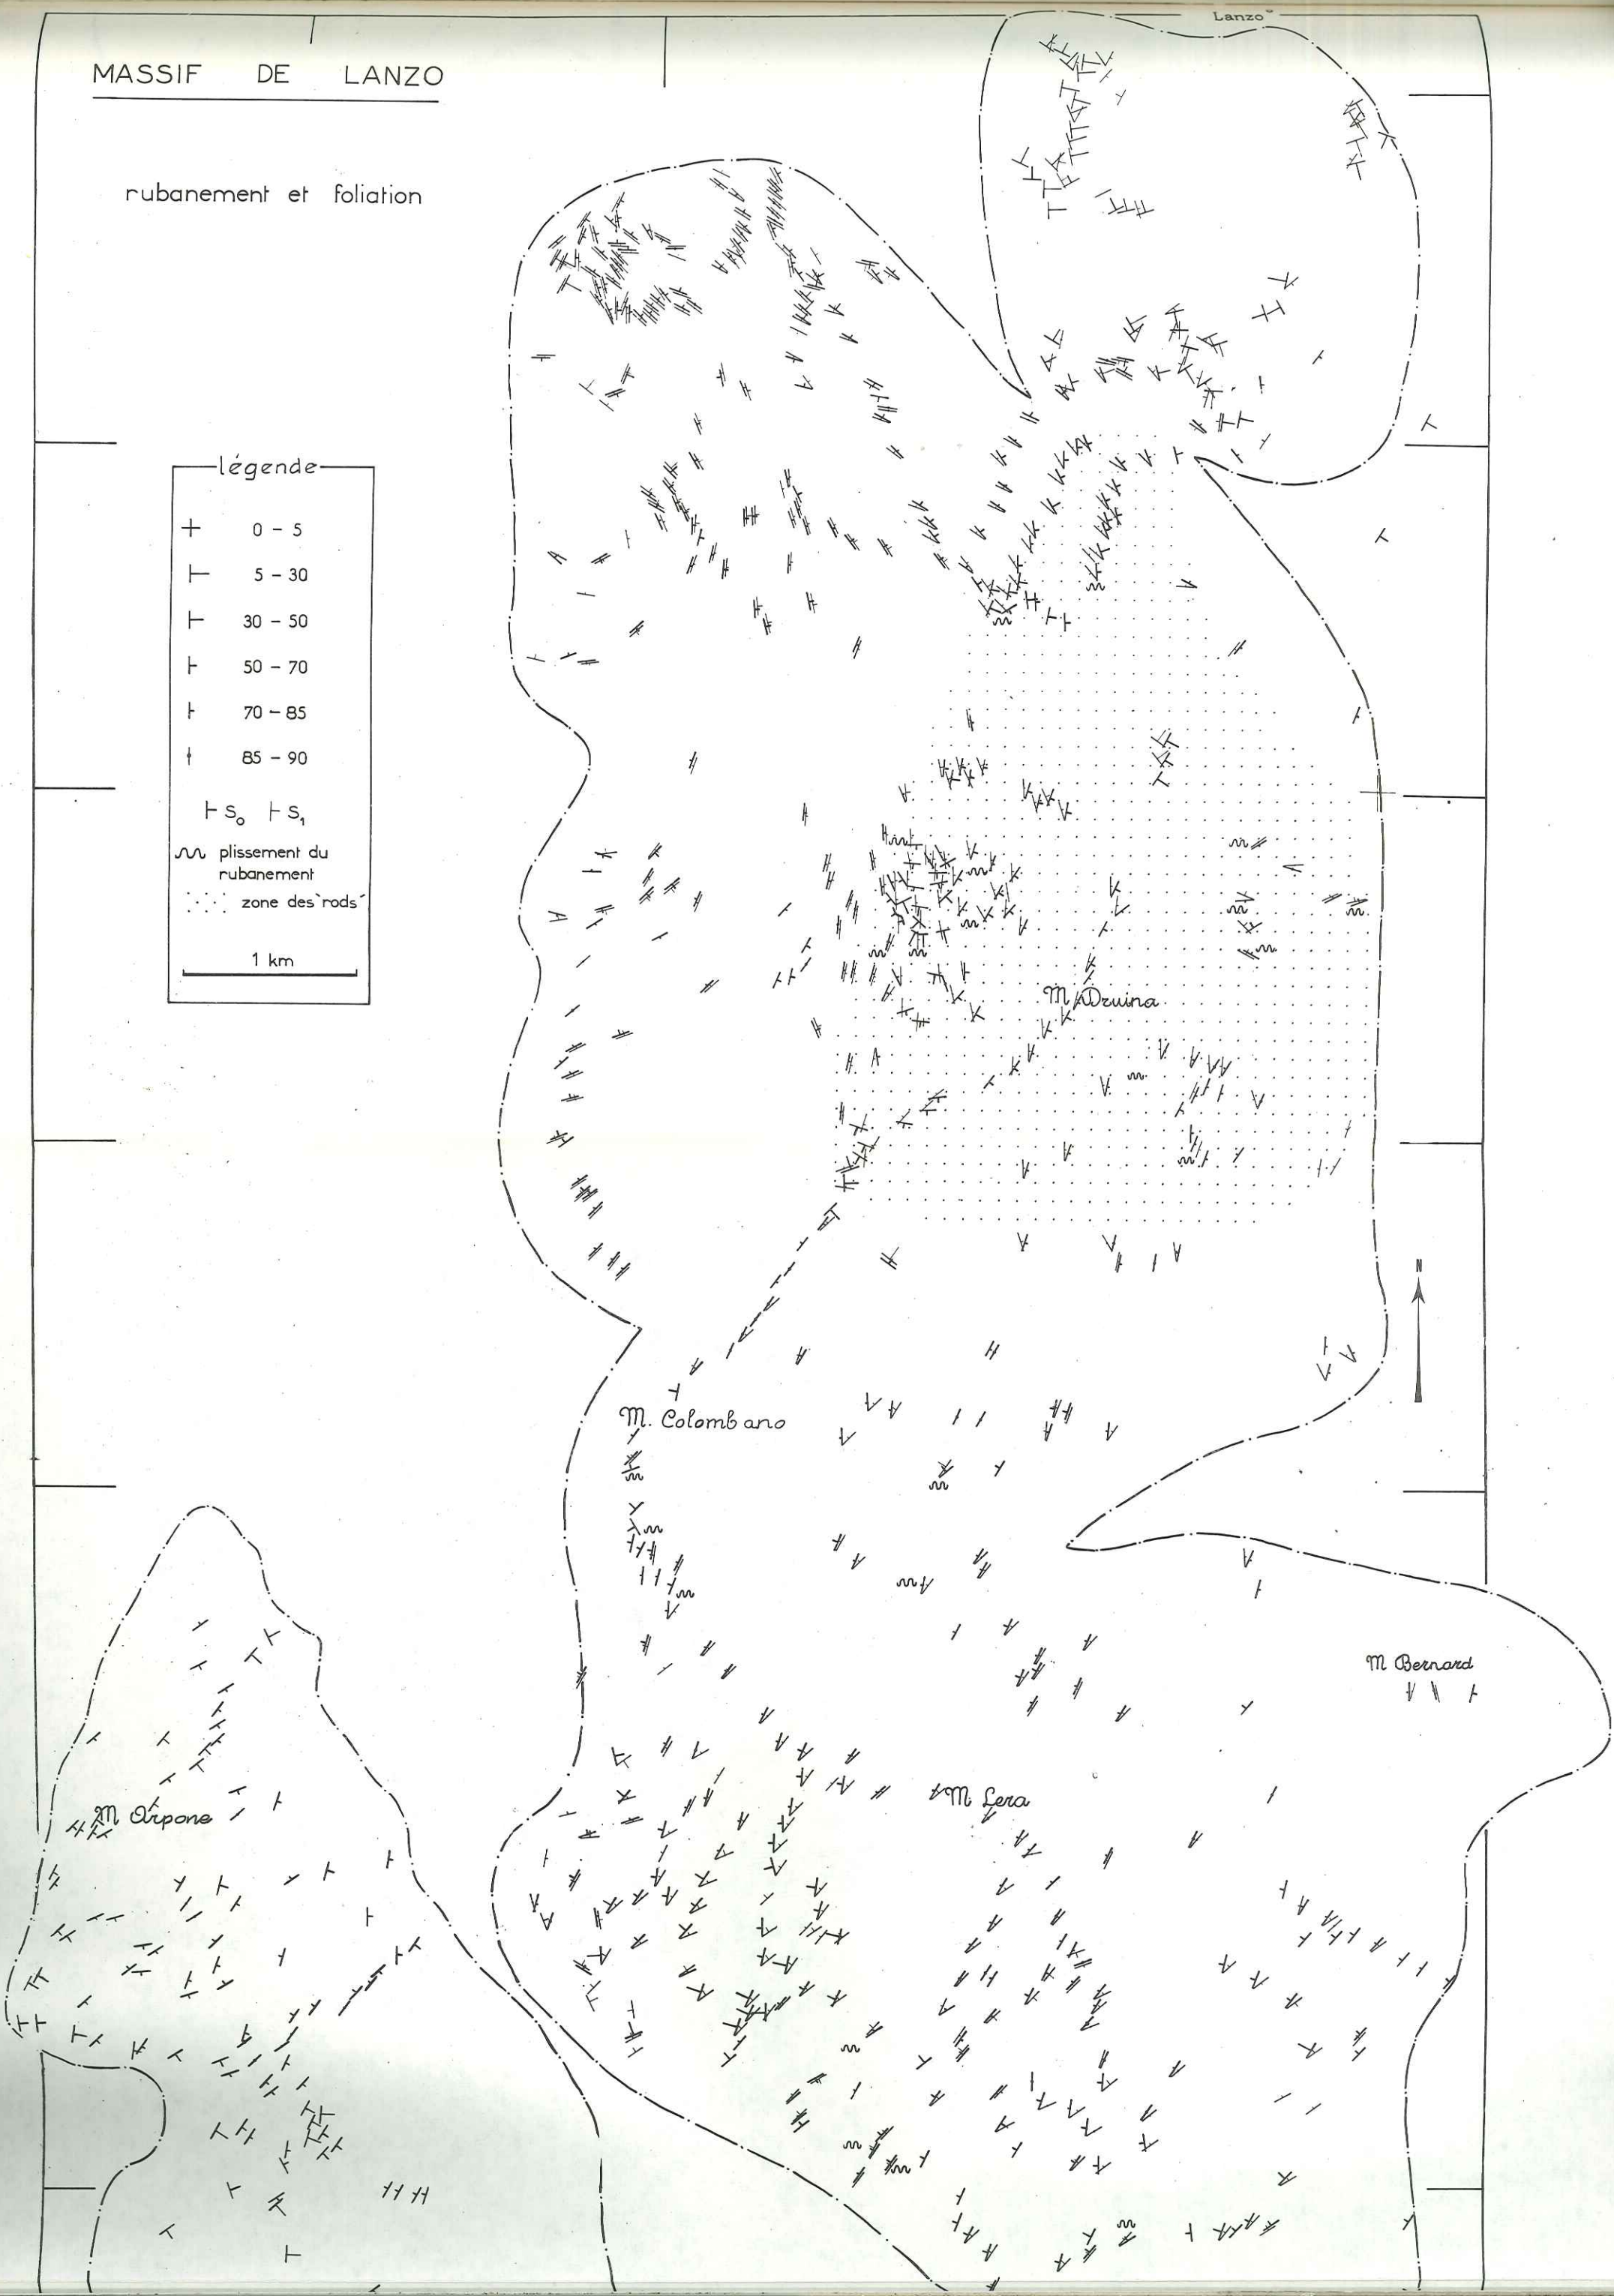 Lanzo
MASSIF DE LANZO
rubanement et foliation
légende
0 – 5
5 – 30
30 – 50
50 – 70
70 – 85
85 – 90
S₀ S₁
plissement du
rubanement
zone des`rods´
1 km
M. Druina
N
M. Colombano
M Bernard
M Arpone
M Lera